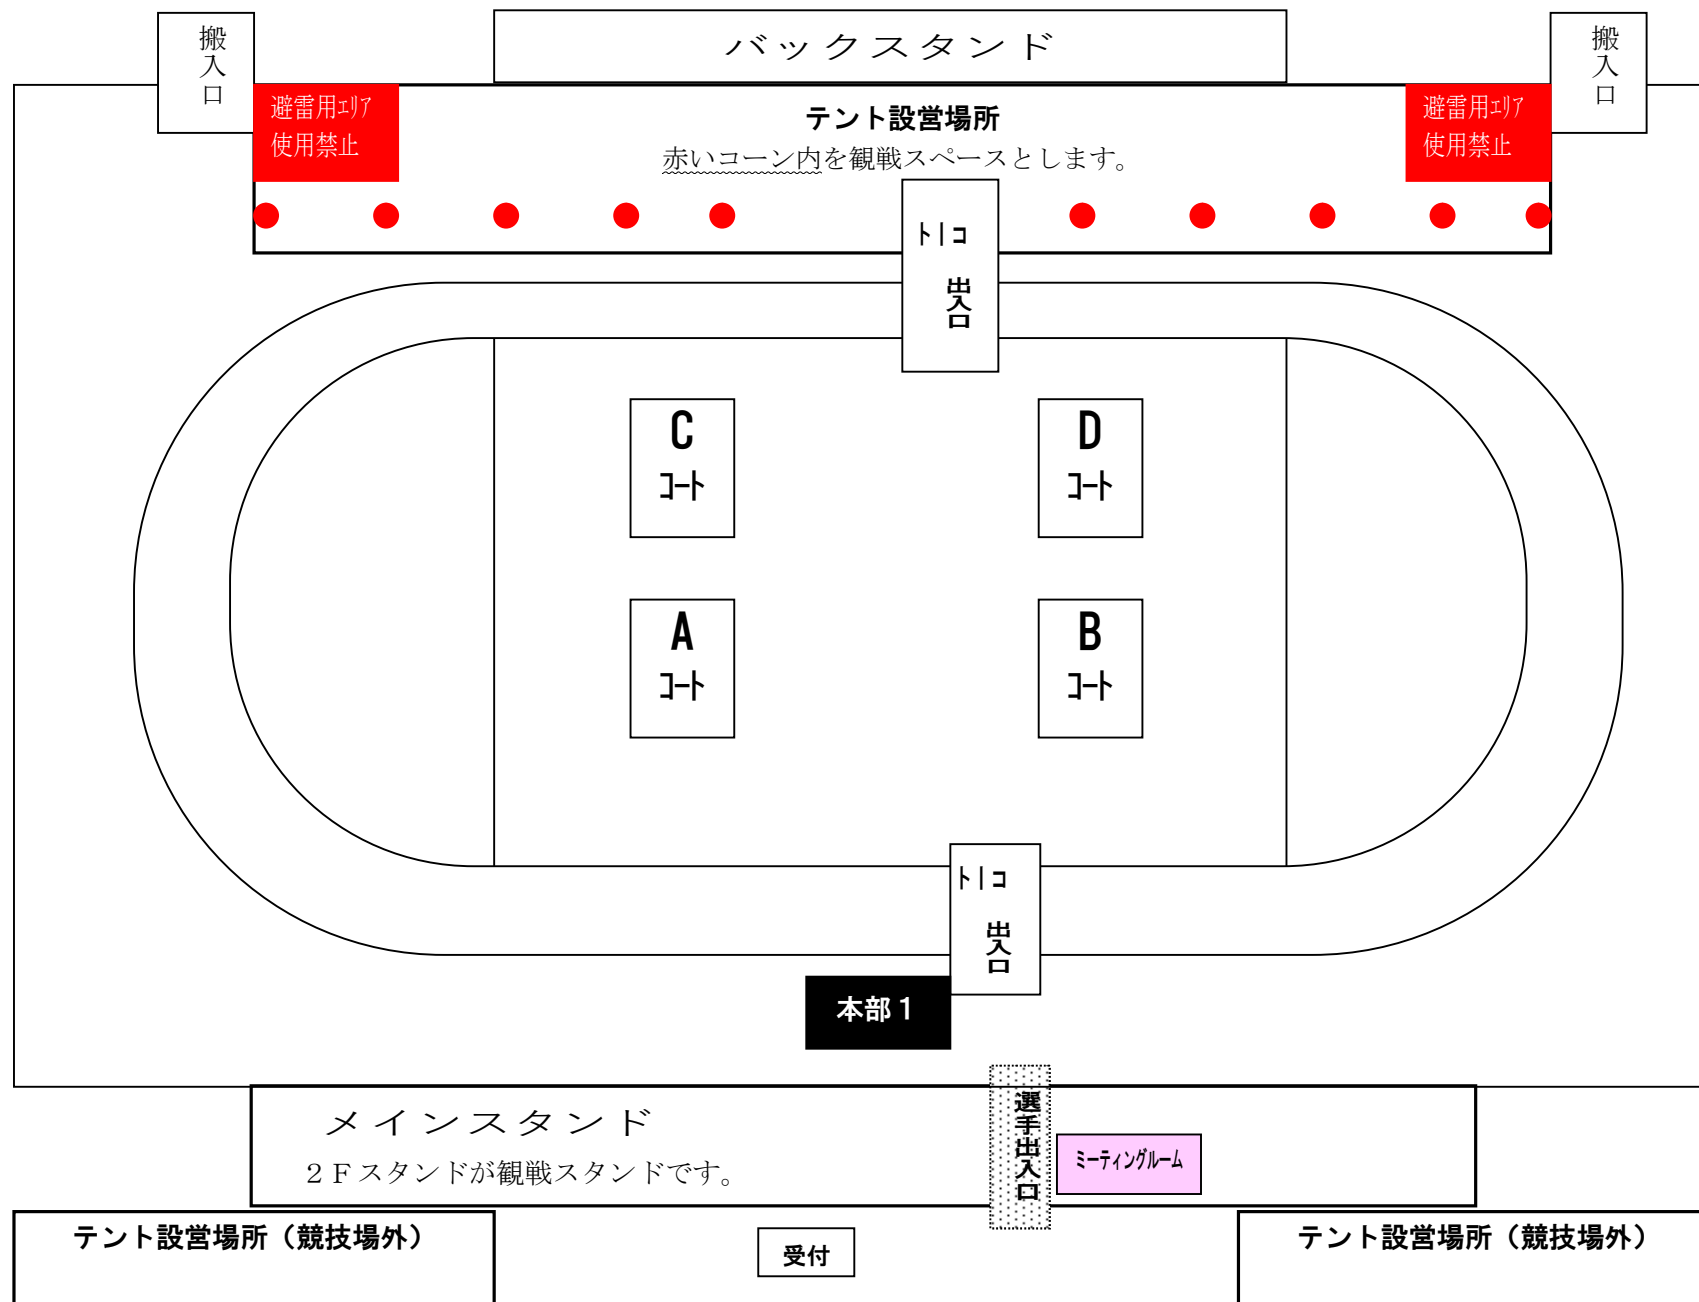 搬入口
バックスタンド
搬入口
避雷用ｴﾘｱ
使用禁止
テント設営場所
赤いコーン内を観戦スペースとします。
避雷用ｴﾘｱ
使用禁止
コート
出入口
C
ｺｰﾄ
D
ｺｰﾄ
A
ｺｰﾄ
B
ｺｰﾄ
コート
出入口
本部１
メインスタンド
２Ｆスタンドが観戦スタンドです。
選手出入口
ﾐｰﾃｨﾝｸﾞﾙｰﾑ
テント設営場所（競技場外）
受付
テント設営場所（競技場外）